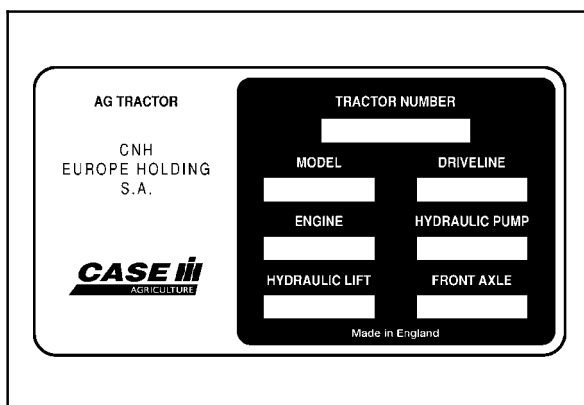 AG TRACTOR
CNH
EUROPE HOLDING
S.A.
CASE IH
AGRICULTURE
TRACTOR NUMBER
MODEL DRIVELINE
ENGINE HYDRAULIC PUMP
HYDRAULIC LIFT FRONT AXLE
Made in England